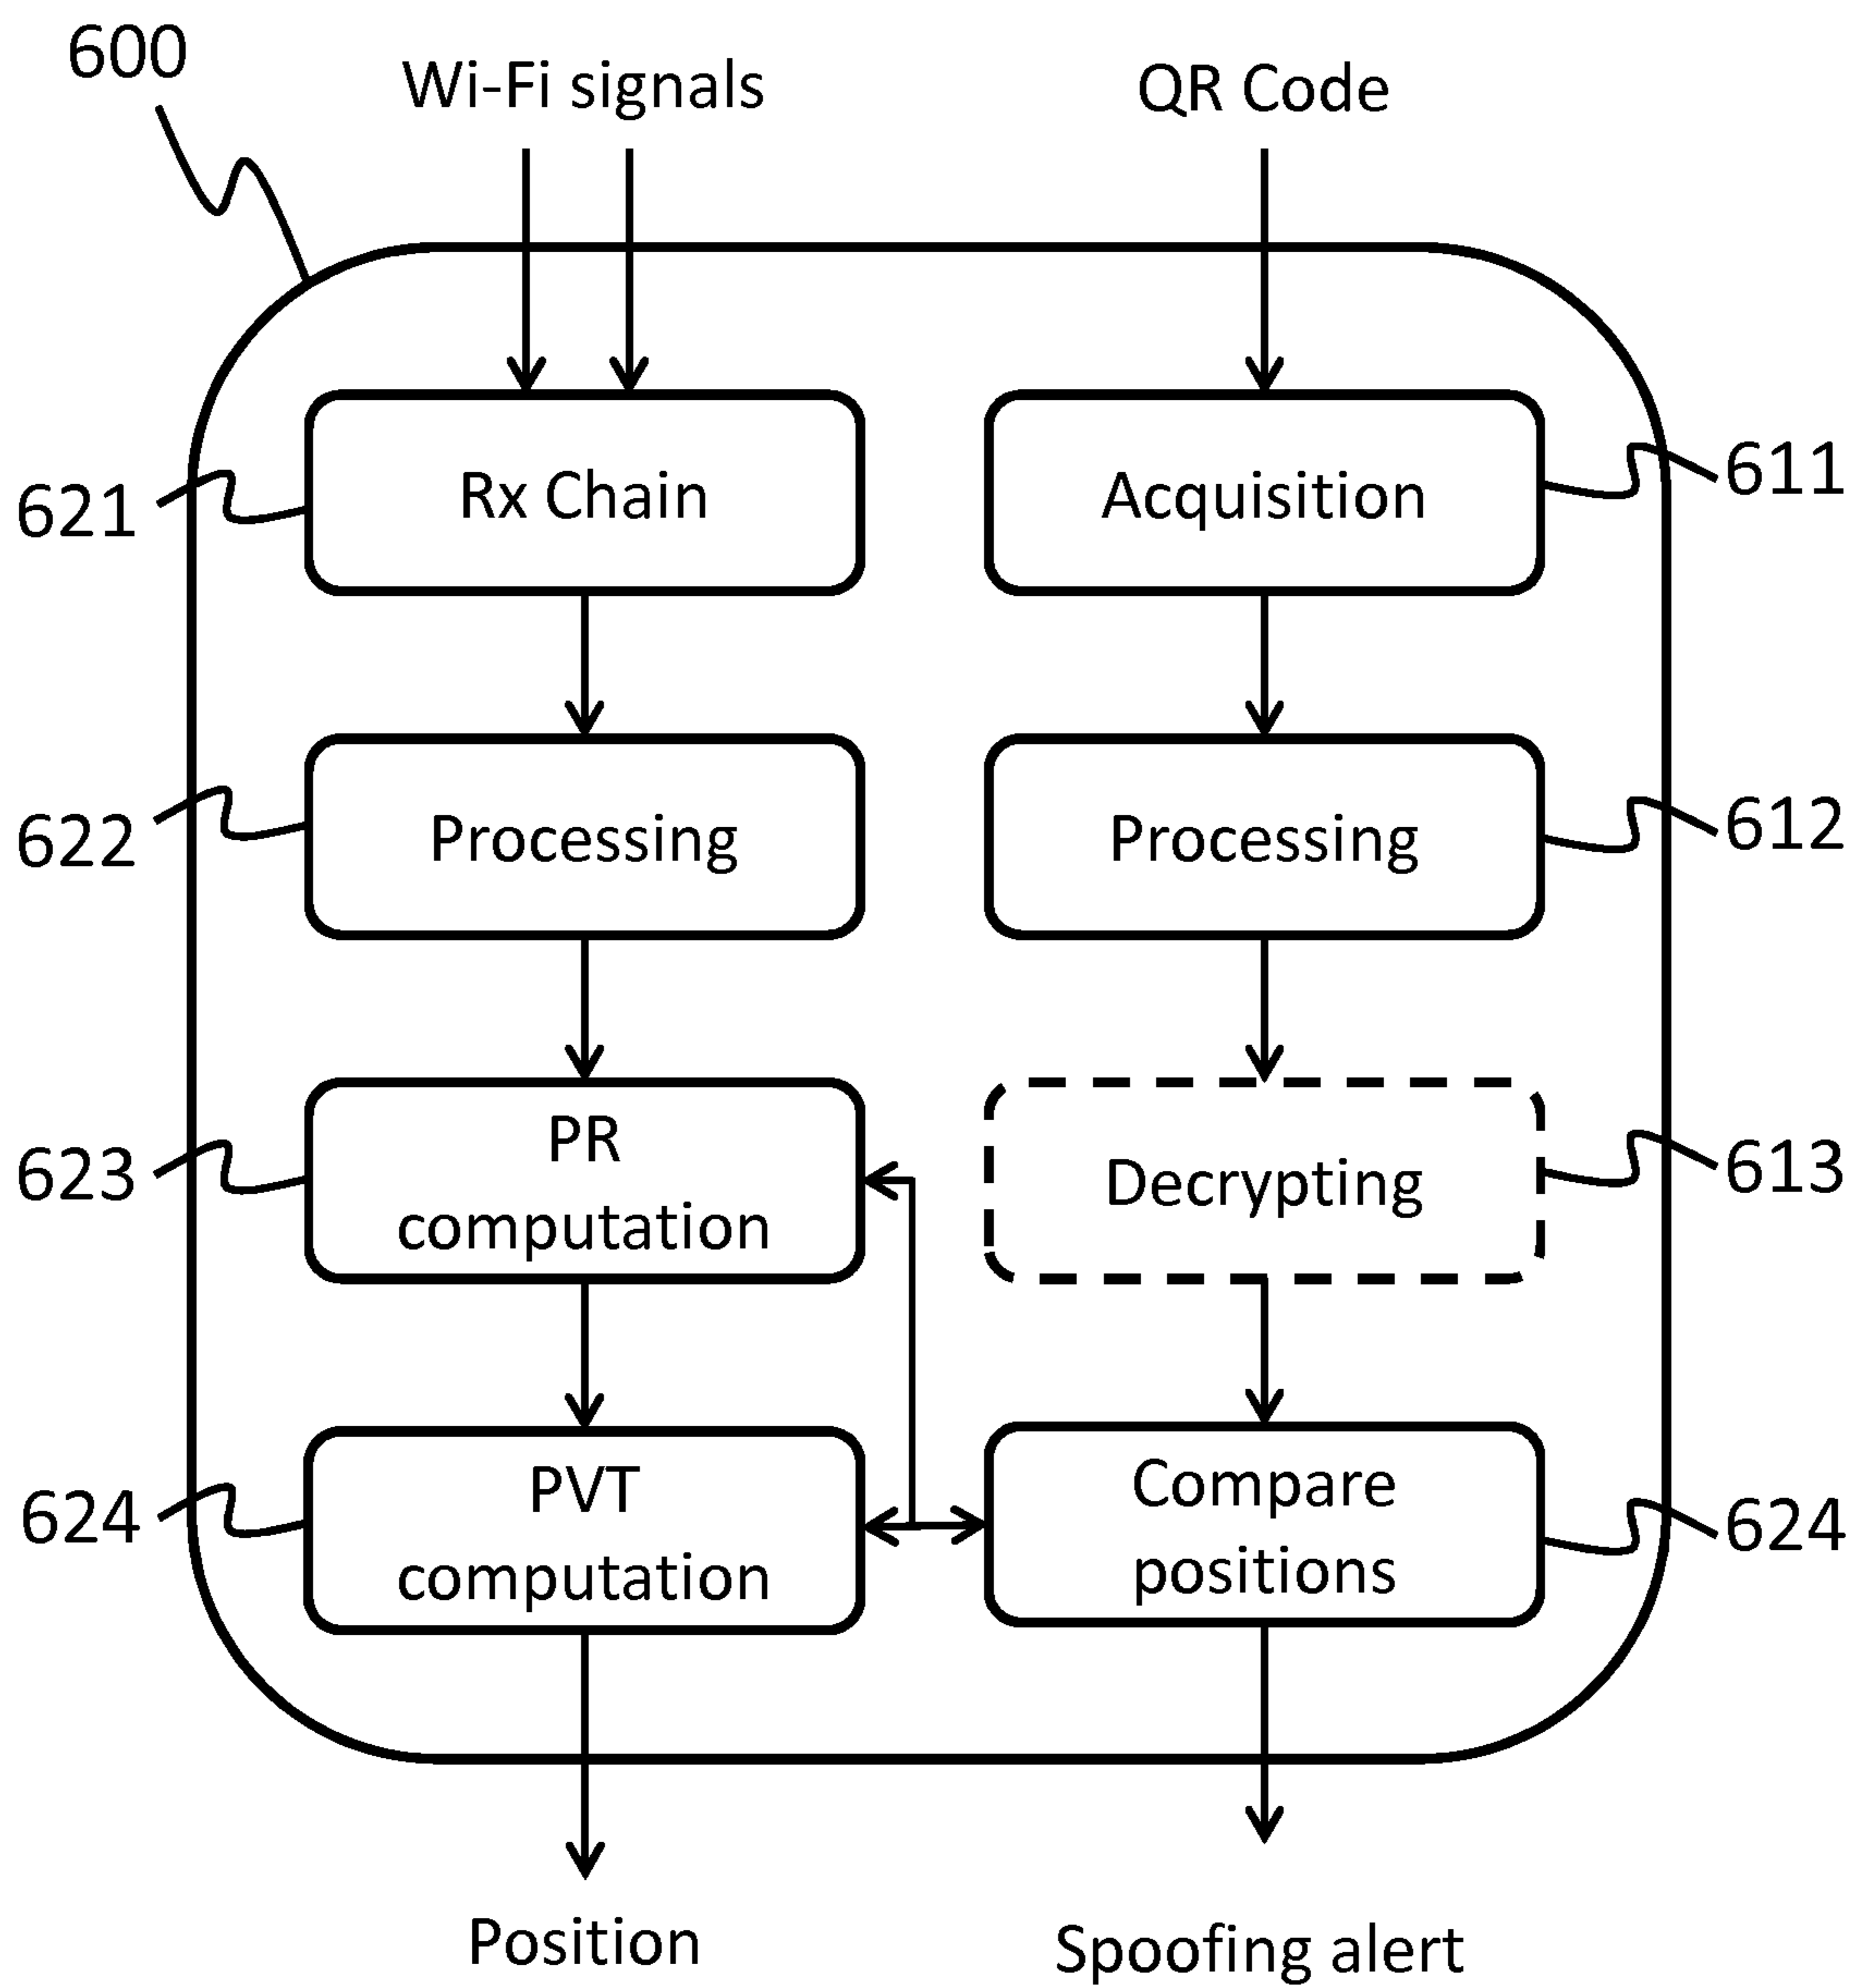 600
Wi-Fi signals
QR Code
621
Rx Chain
Acquisition
611
622
Processing
Processing
612
623
PR
computation
Decrypting
613
624
PVT
computation
Compare
positions
624
Position
Spoofing alert